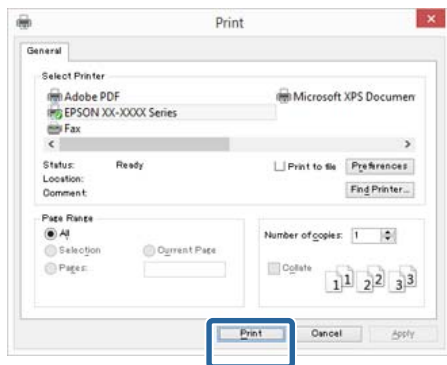 Print
General
Select Printer
Adobe PDF
Microsoft XPS Documen
EPSON XX-XXXX Series
Fax
Status: Ready
Print to file
Preferences
Location:
Comment:
Find Printer...
Page Range
All
Selection
Current Page
Pages:
Number of copies: 1
Collate
1 1 2 2 3 3
Print
Cancel
Apply